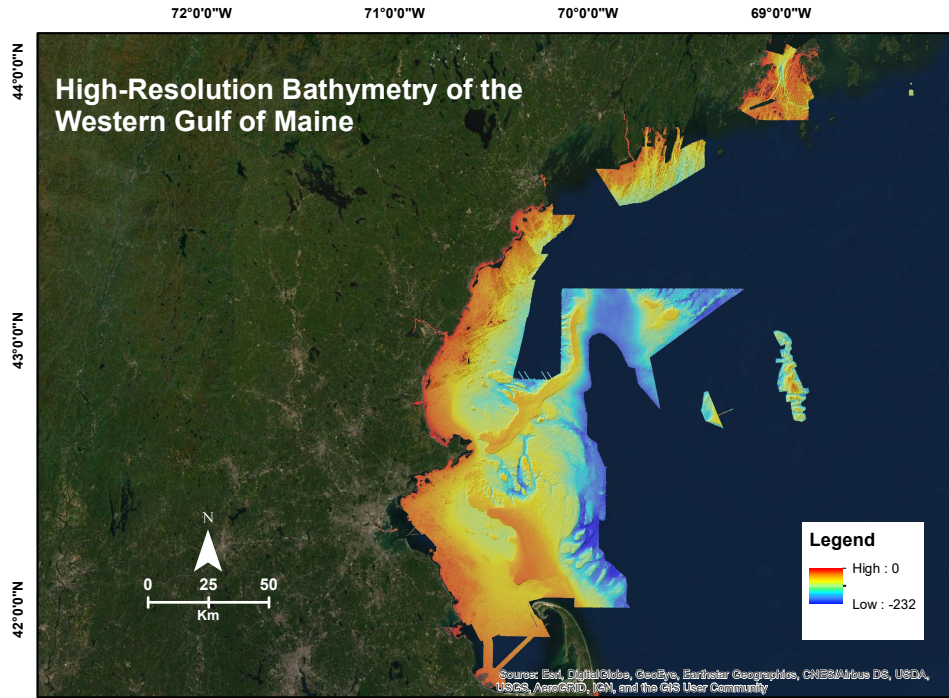 72°0'0"W 71°0'0"W 70°0'0"W 69°0'0"W
44°0'0"N
High-Resolution Bathymetry of the
Western Gulf of Maine
43°0'0"N
N
0 25 50
Km
Legend
High : 0
Low : -232
42°0'0"N
Source: Esri, DigitalGlobe, GeoEye, Earthstar Geographics, CNES/Airbus DS, USDA,
USGS, AeroGRID, IGN, and the GIS User Community